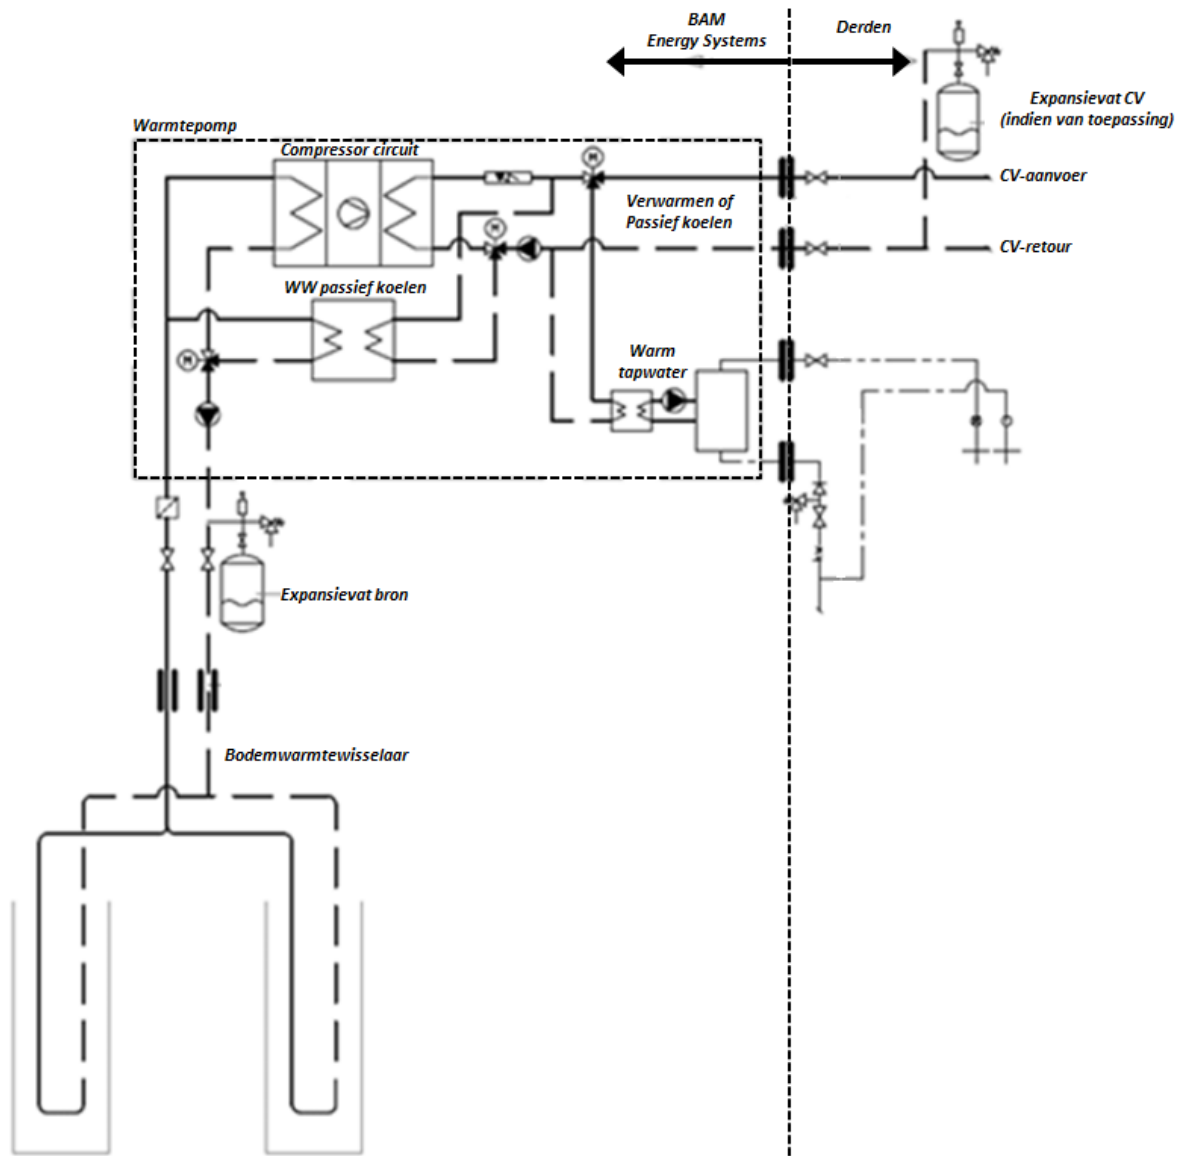 BAM
Energy Systems
Derden
Expansievat CV
(indien van toepassing)
Warmtepomp
Compressor circuit
M
CV-aanvoer
Verwarmen of
Passief koelen
M
CV-retour
WW passief koelen
M
Warm
tapwater
Expansievat bron
Bodemwarmtewisselaar